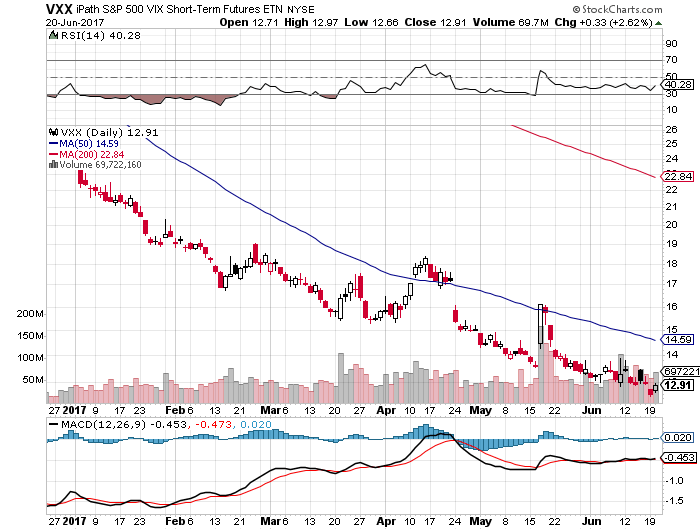 VXX iPath S&P 500 VIX Short-Term Futures ETN NYSE © StockCharts.com
20-Jun-2017 Open 12.71 High 12.97 Low 12.66 Close 12.91 Volume 69.7M Chg +0.33 (+2.62%)
RSI(14) 40.28
90
70
50
40.28
30
10
VXX (Daily) 12.91
MA(50) 14.59
MA(200) 22.84
Volume 69,722,160
26
25
24
23
22.84
22
21
20
19
18
17
16
15
14.59
14
6972216
12.91
200M
150M
100M
50M
27 2017 9 17 23 Feb 6 13 21 Mar 6 13 20 27 Apr 10 17 24 May 8 15 22 Jun 12 19
MACD(12,26,9) -0.453, -0.473, 0.020
0.020
-0.453
-1.0
-1.5
27 2017 9 17 23 Feb 6 13 21 Mar 6 13 20 27 Apr 10 17 24 May 8 15 22 Jun 12 19